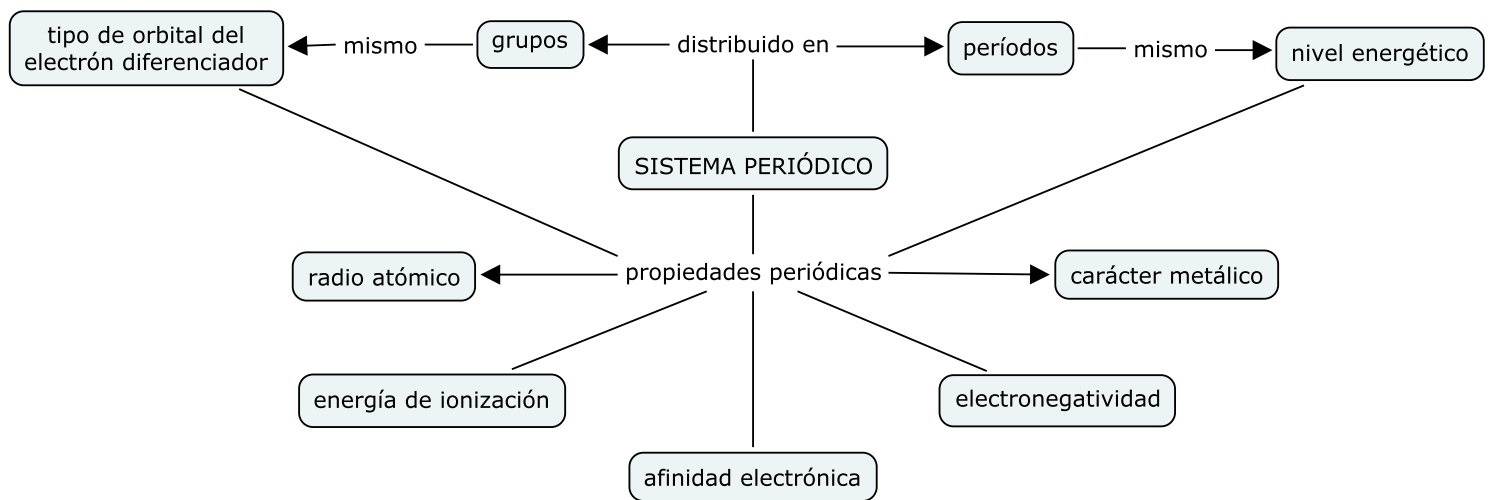 tipo de orbital del
electrón diferenciador
mismo
grupos
distribuido en
períodos
mismo
nivel energético
SISTEMA PERIÓDICO
radio atómico
propiedades periódicas
carácter metálico
energía de ionización
electronegatividad
afinidad electrónica